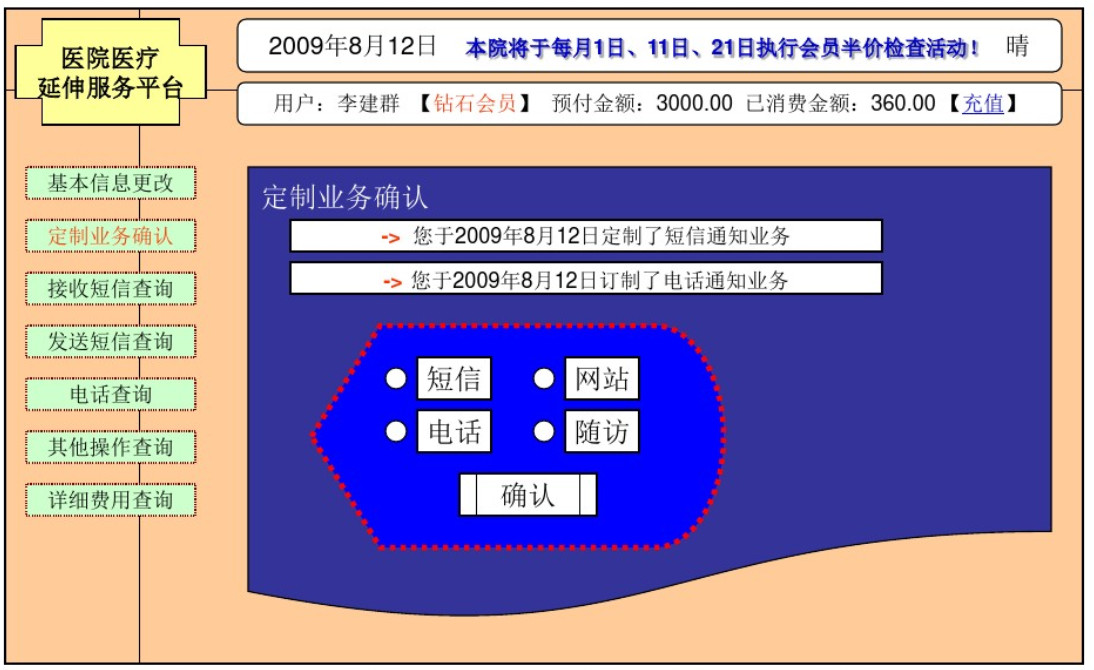 医院医疗
延伸服务平台
2009年8月12日 本院将于每月1日、11日、21日执行会员半价检查活动！ 晴
用户：李建群 【钻石会员】 预付金额：3000.00 已消费金额：360.00【充值】
基本信息更改
定制业务确认
接收短信查询
发送短信查询
电话查询
其他操作查询
详细费用查询
定制业务确认
-> 您于2009年8月12日定制了短信通知业务
-> 您于2009年8月12日订制了电话通知业务
短信 网站
电话 随访
确认